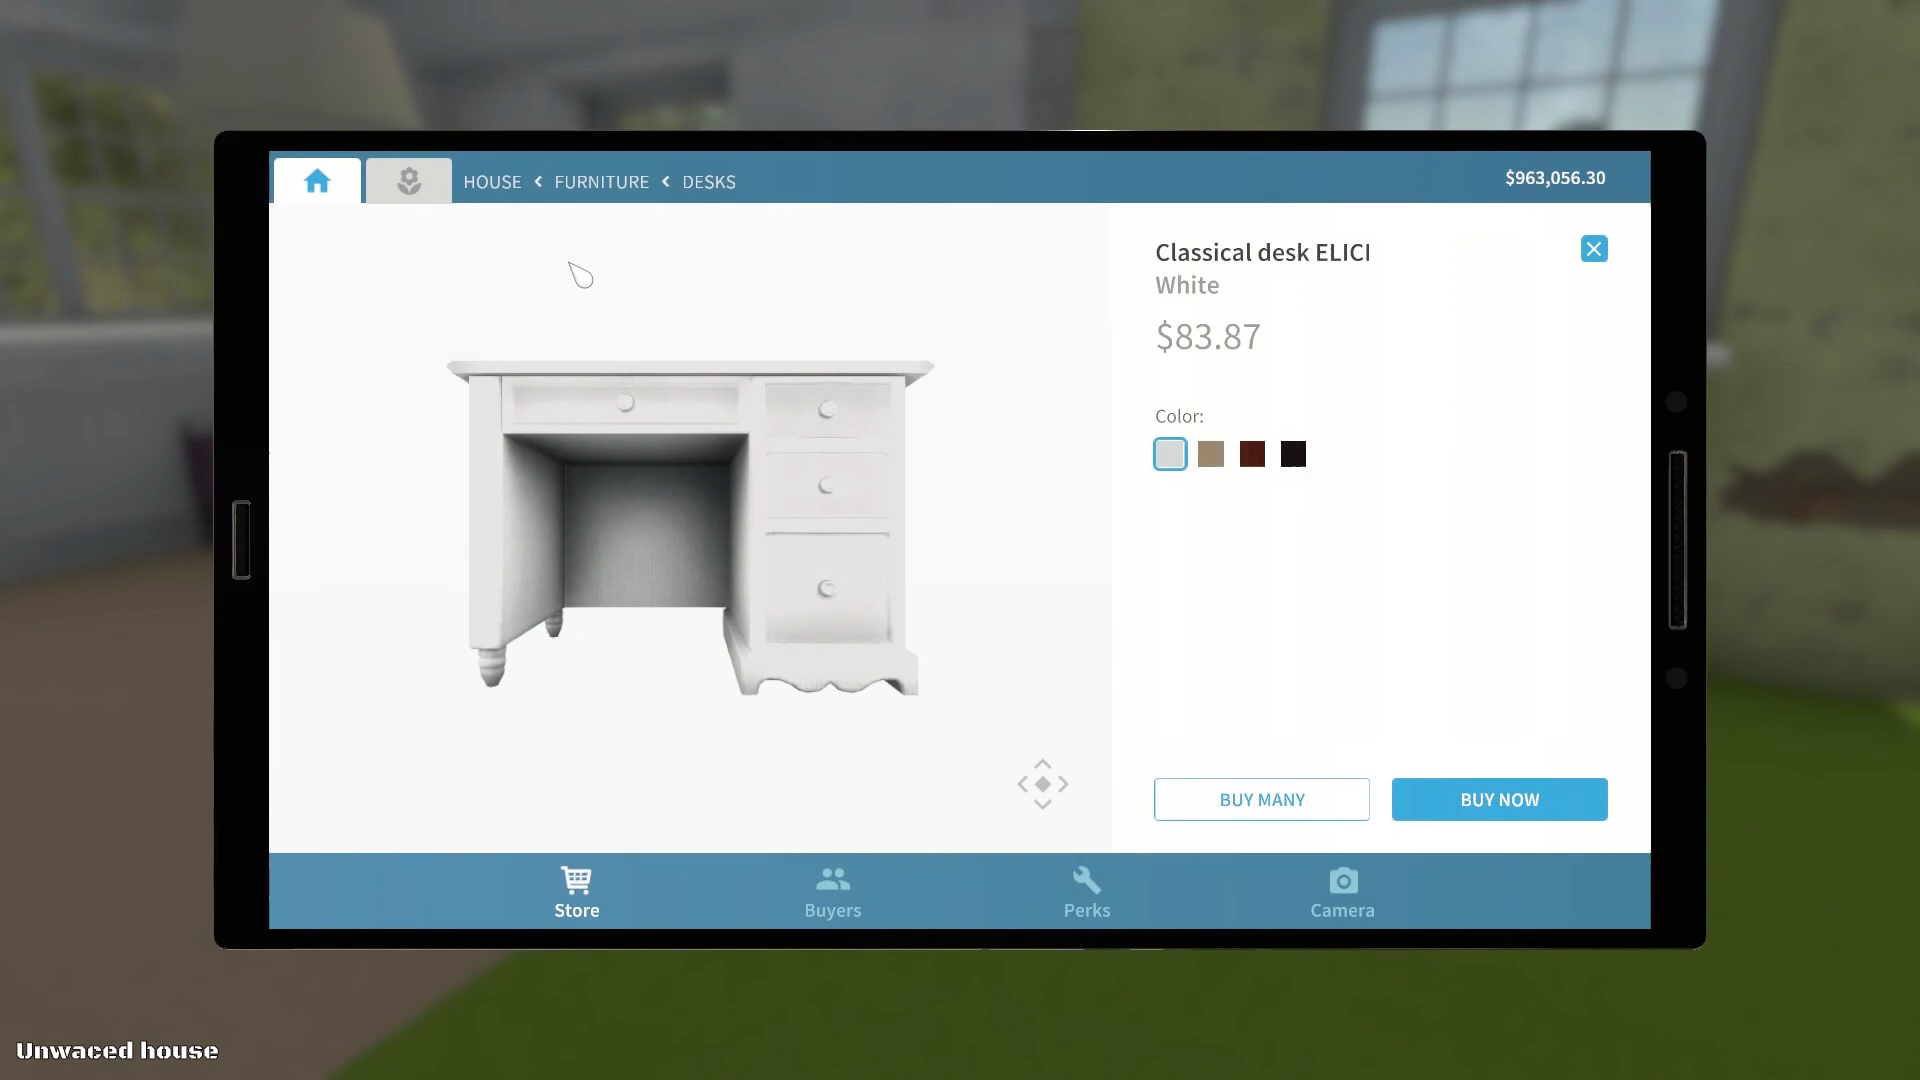 HOUSE < FURNITURE < DESKS
$963,056.30
Classical desk ELICI
White
$83.87
Color:
BUY MANY
BUY NOW
Store
Buyers
Perks
Camera
Unwaced house